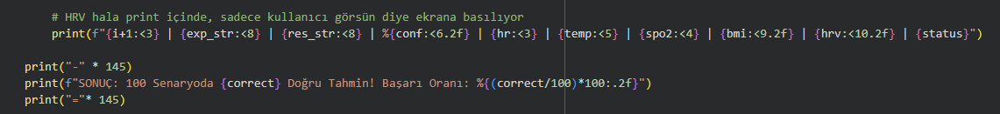 # HRV hala print içinde, sadece kullanıcı görsün diye ekrana basılıyor
print(f"{i+1:<3} | {exp_str:<8} | {res_str:<8} | %{conf:<6.2f} | {hr:<3} | {temp:<5} | {spo2:<4} | {bmi:<9.2f} | {hrv:<10.2f} | {status}")
print("-" * 145)
print(f"SONUÇ: 100 Senaryoda {correct} Doğru Tahmin! Başarı Oranı: %{(correct/100)*100:.2f}")
print("="* 145)